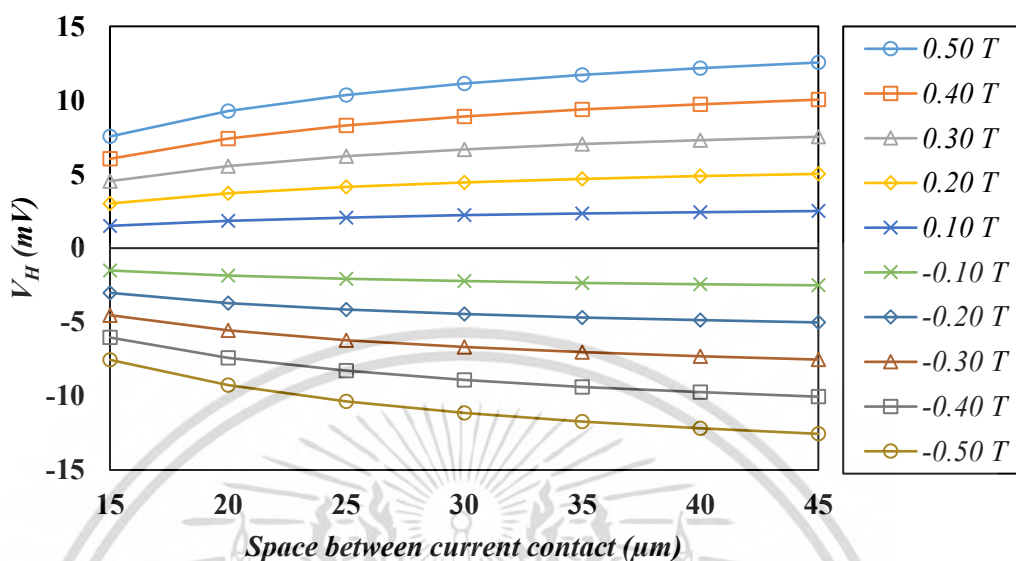 15
10
5
0
-5
-10
-15
V_H (mV)
15 20 25 30 35 40 45
Space between current contact (µm)
0.50 T
0.40 T
0.30 T
0.20 T
0.10 T
-0.10 T
-0.20 T
-0.30 T
-0.40 T
-0.50 T